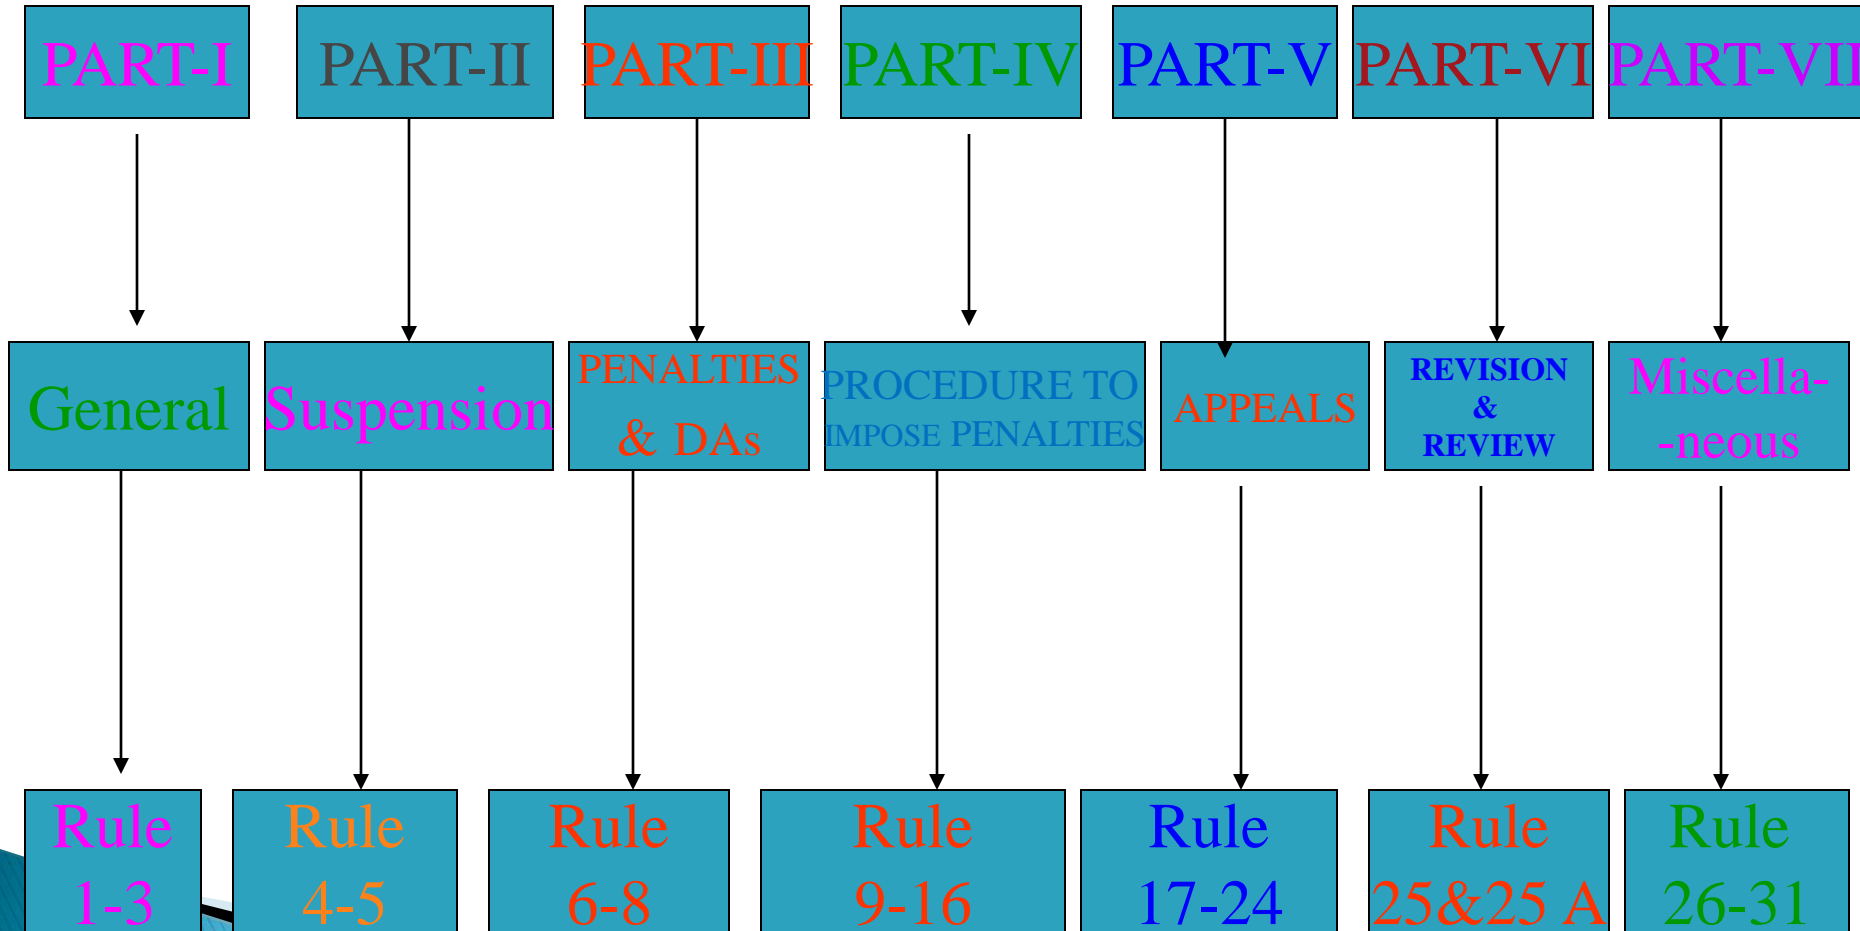 PART-I
PART-II
PART-III
PART-IV
PART-V
PART-VI
PART-VII
General
Suspension
PENALTIES
& DAs
PROCEDURE TO
IMPOSE PENALTIES
APPEALS
REVISION
&
REVIEW
Miscella-
-neous
Rule
1-3
Rule
4-5
Rule
6-8
Rule
9-16
Rule
17-24
Rule
25&25 A
Rule
26-31